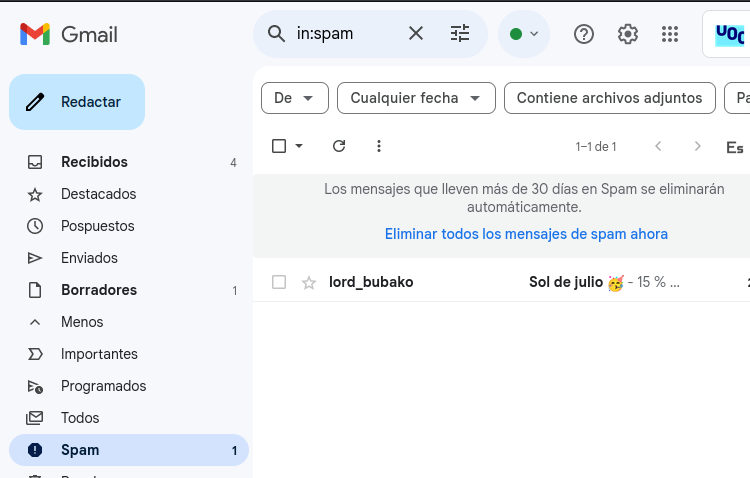 Gmail
in:spam
UOC
Redactar
De
Cualquier fecha
Contiene archivos adjuntos
Recibidos 4
1–1 de 1
Es
Destacados
Los mensajes que lleven más de 30 días en Spam se eliminarán
automáticamente.
Pospuestos
Eliminar todos los mensajes de spam ahora
Enviados
Borradores 1
lord_bubako Sol de julio 🥳 - 15 % ...
Menos
Importantes
Programados
Todos
Spam 1